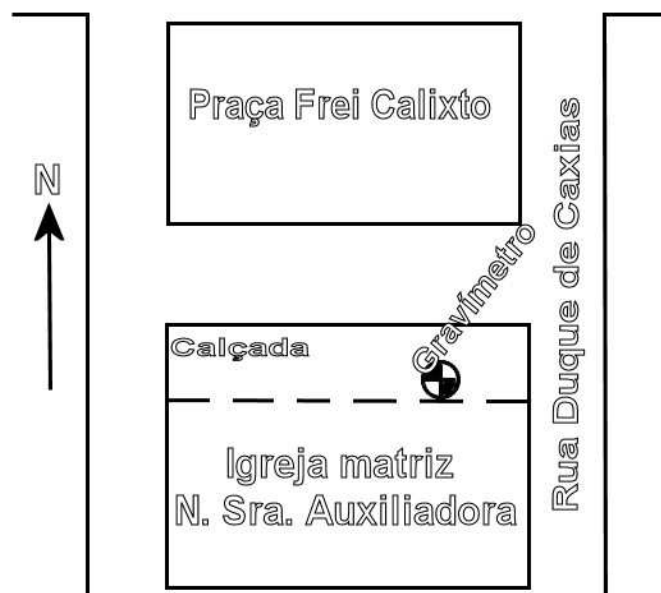 Praça Frei Calixto
N
Rua Duque de Caxias
Gravímetro
Calçada
Igreja matriz
N. Sra. Auxiliadora